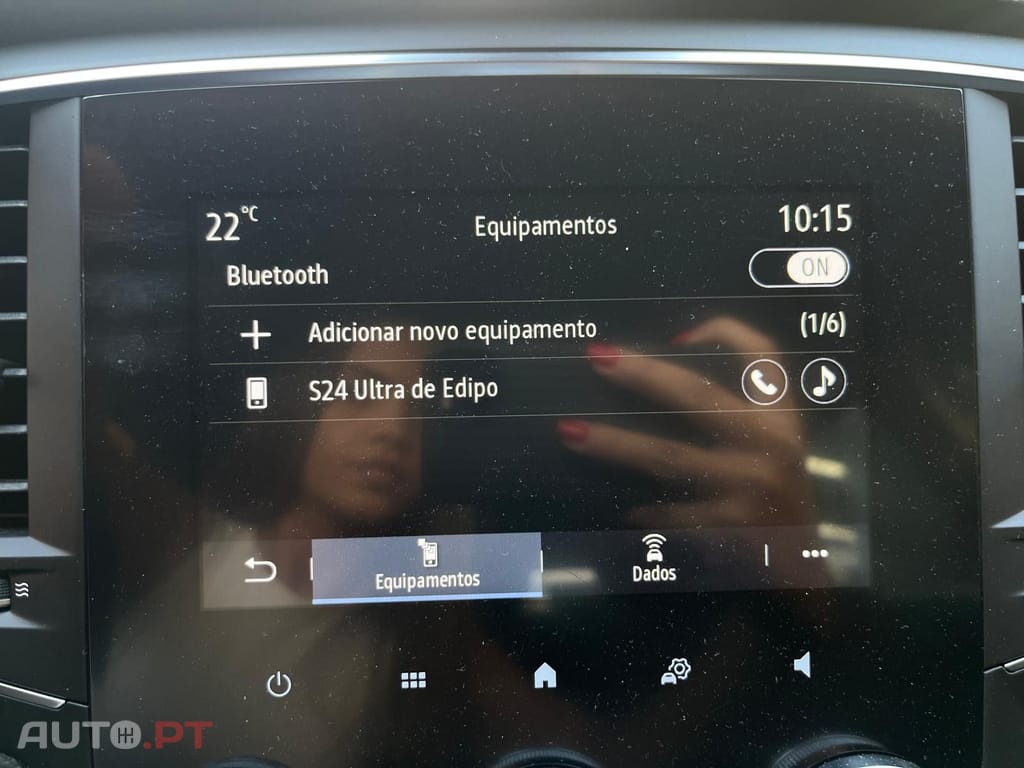 22°C
Equipamentos
10:15
Bluetooth
ON
Adicionar novo equipamento
(1/6)
S24 Ultra de Edipo
Equipamentos
Dados
AUTO.PT